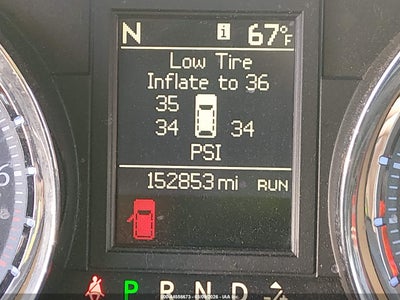 N i 67°F
Low Tire
Inflate to 36
35
34 34
PSI
152853 mi RUN
P R N D